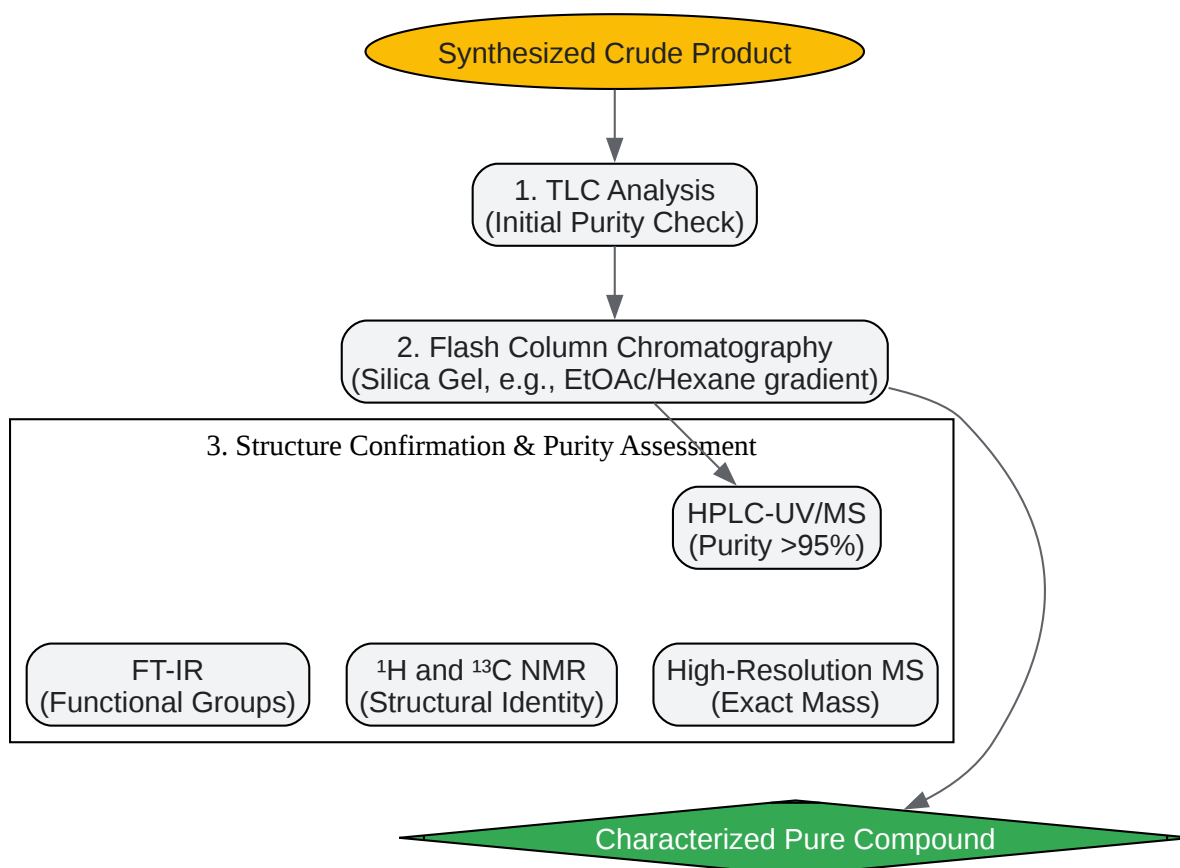 Synthesized Crude Product
1. TLC Analysis
(Initial Purity Check)
2. Flash Column Chromatography
(Silica Gel, e.g., EtOAc/Hexane gradient)
3. Structure Confirmation & Purity Assessment
HPLC-UV/MS
(Purity >95%)
FT-IR
(Functional Groups)
¹H and ¹³C NMR
(Structural Identity)
High-Resolution MS
(Exact Mass)
Characterized Pure Compound